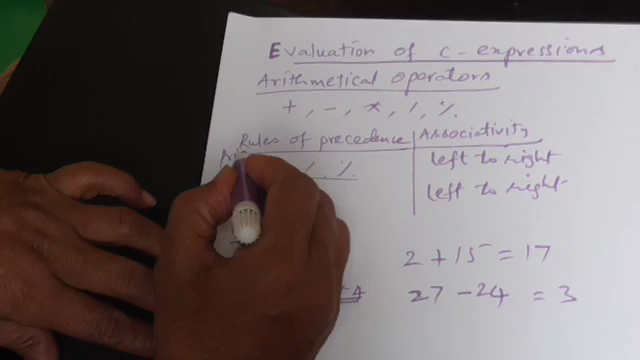 Evaluation of C-expressions
Arithmetical operators
+, -, *, /, %
Rules of precedence Associativity
/, % left to right
left to right
2 + 15 = 17
27 - 24 = 3